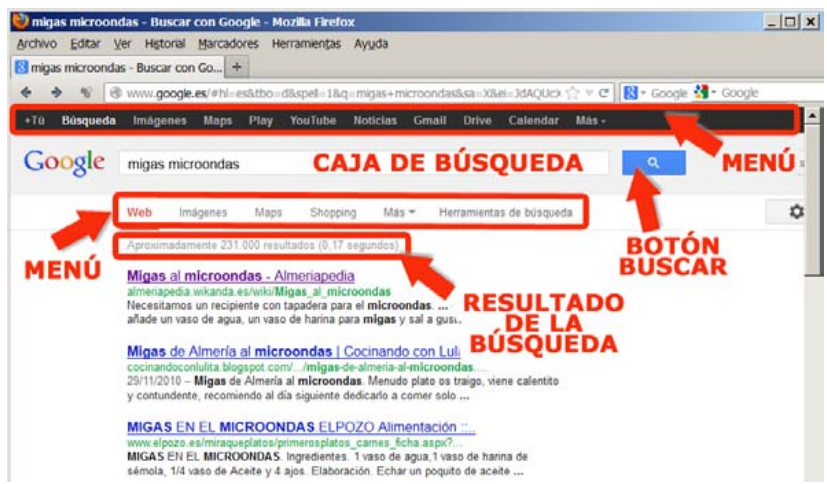 migas microondas - Buscar con Google - Mozilla Firefox
Archivo Editar Ver Historial Marcadores Herramientas Ayuda
migas microondas - Buscar con Go... +
www.google.es/#hl=es&tbo=d&spell=1&q=migas+microondas&sa=X&ei=JdAQUc Google Google
+Tú Búsqueda Imágenes Maps Play YouTube Noticias Gmail Drive Calendar Más
Google migas microondas CAJA DE BÚSQUEDA MENÚ
Web Imágenes Maps Shopping Más Herramientas de búsqueda
Aproximadamente 231.000 resultados (0,17 segundos)
MENÚ
BOTÓN
BUSCAR
RESULTADO
DE LA
BÚSQUEDA
Migas al microondas - Almeriapedia
almeriapedia.wikanda.es/wiki/Migas_al_microondas
Necesitamos un recipiente con tapadera para el microondas. ...
añade un vaso de agua, un vaso de harina para migas y sal a
Migas de Almería al microondas | Cocinando con
cocinandoconlulita.blogspot.com/.../migas-de-almeria-al-microondas....
29/11/2010 – Migas de Almería al microondas. Menudo plato os traigo, viene calentito
y contundente, recomiendo al día siguiente dedicarlo a comer solo ...
MIGAS EN EL MICROONDAS.ELPOZO Alimentación ::...
www.elpozo.es/miraqueplatos/primerosplatos_carnes_ficha.aspx?...
MIGAS EN EL MICROONDAS. Ingredientes. 1 vaso de agua,1 vaso de harina de
sémola, 1/4 vaso de Aceite y 4 ajos. Elaboración. Echar un poquito de aceite ...